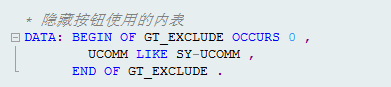 * 隐藏按钮使用的内表
DATA: BEGIN OF GT_EXCLUDE OCCURS 0 ,
UCOMM LIKE SY-UCOMM ,
END OF GT_EXCLUDE .